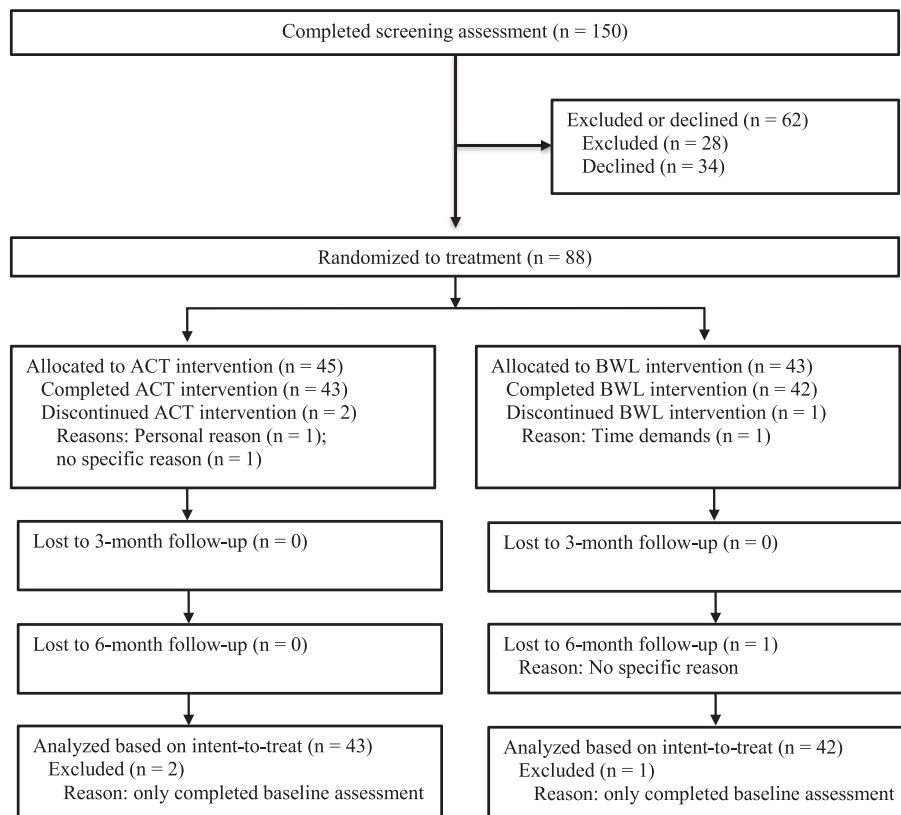 Completed screening assessment (n = 150)
Excluded or declined (n = 62)
Excluded (n = 28)
Declined (n = 34)
Randomized to treatment (n = 88)
Allocated to ACT intervention (n = 45)
Completed ACT intervention (n = 43)
Discontinued ACT intervention (n = 2)
Reasons: Personal reason (n = 1);
no specific reason (n = 1)
Allocated to BWL intervention (n = 43)
Completed BWL intervention (n = 42)
Discontinued BWL intervention (n = 1)
Reason: Time demands (n = 1)
Lost to 3-month follow-up (n = 0)
Lost to 3-month follow-up (n = 0)
Lost to 6-month follow-up (n = 0)
Lost to 6-month follow-up (n = 1)
Reason: No specific reason
Analyzed based on intent-to-treat (n = 43)
Excluded (n = 2)
Reason: only completed baseline assessment
Analyzed based on intent-to-treat (n = 42)
Excluded (n = 1)
Reason: only completed baseline assessment